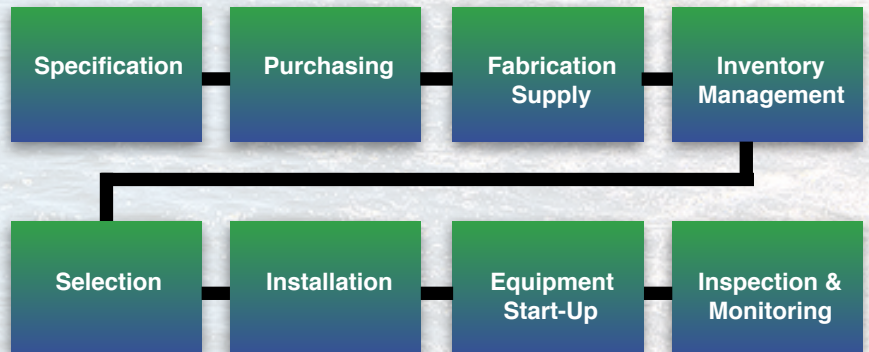 Specification
Purchasing
Fabrication
Supply
Inventory
Management
Selection
Installation
Equipment
Start-Up
Inspection &
Monitoring